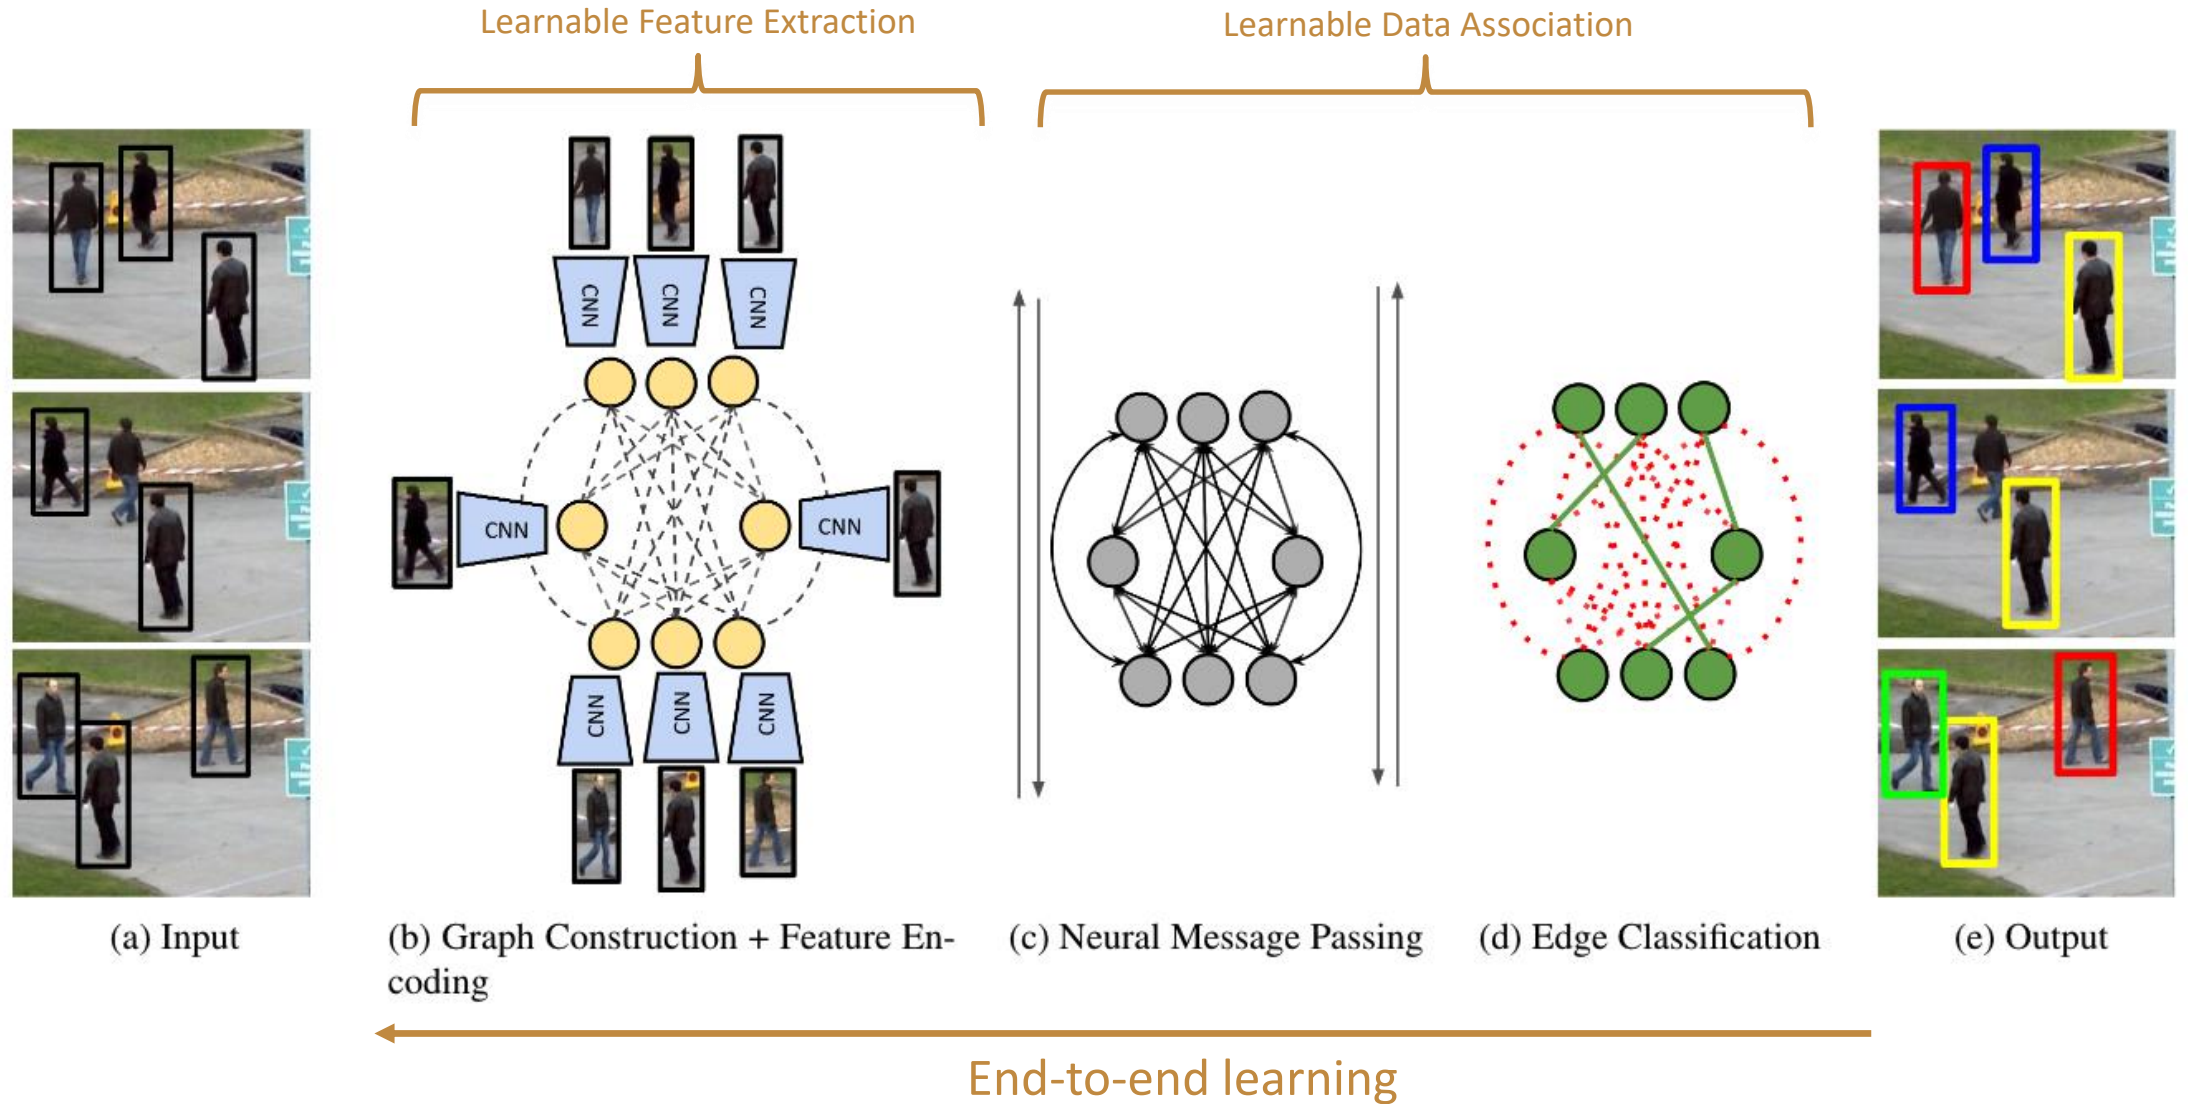 Learnable Feature Extraction
Learnable Data Association
CNN
CNN
CNN
CNN
CNN
CNN
CNN
CNN
(a) Input
(b) Graph Construction + Feature En-
coding
(c) Neural Message Passing
(d) Edge Classification
(e) Output
End-to-end learning